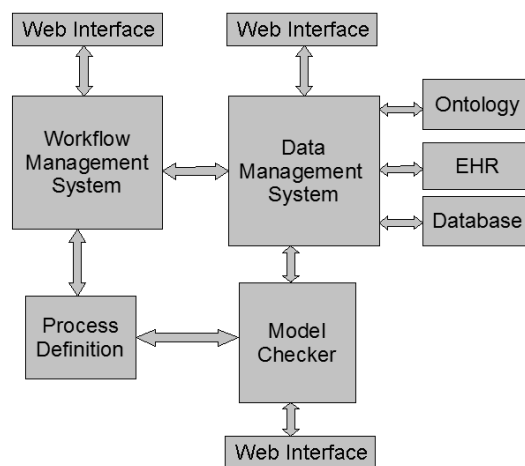 Web Interface
Web Interface
Workflow
Management
System
Data
Management
System
Ontology
EHR
Database
Process
Definition
Model
Checker
Web Interface